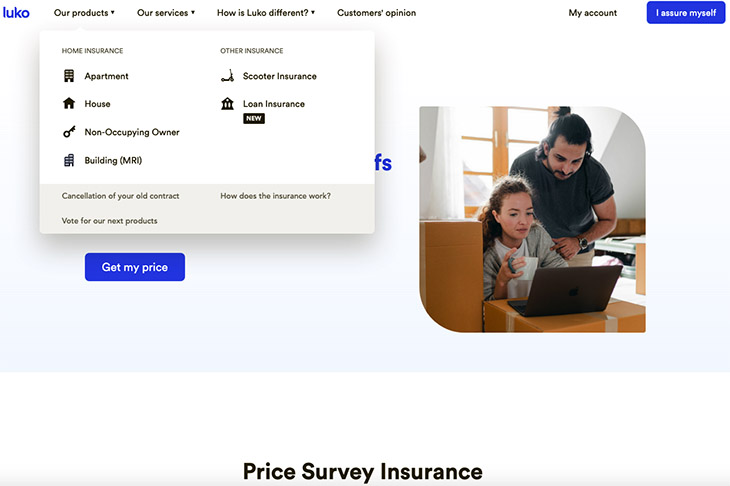 luko
Our products ▾
Our services ▾
How is Luko different? ▾
Customers' opinion
My account
I assure myself
HOME INSURANCE
Apartment
House
Non-Occupying Owner
Building (MRI)
OTHER INSURANCE
Scooter Insurance
Loan Insurance
NEW
Cancellation of your old contract
How does the insurance work?
Vote for our next products
fs
Get my price
Price Survey Insurance